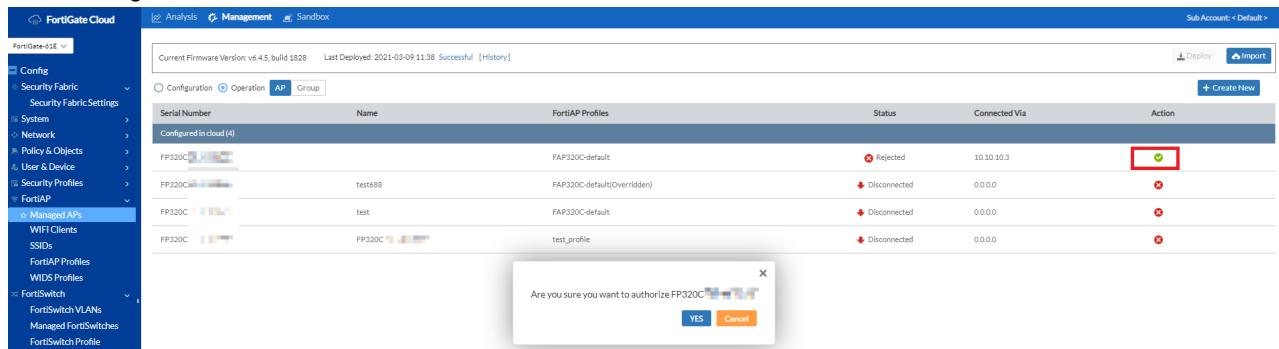 FortiGate Cloud
Analysis Management Sandbox Sub Account: < Default >
FortiGate-61E
Config
Security Fabric
Security Fabric Settings
System
Network
Policy & Objects
User & Device
Security Profiles
FortiAP
Managed APs
WIFI Clients
SSIDs
FortiAP Profiles
WIDS Profiles
FortiSwitch
FortiSwitch VLANs
Managed FortiSwitches
FortiSwitch Profile
Current Firmware Version: v6.4.5, build 1828 Last Deployed: 2021-03-09 11:38 Successful [History] Deploy Import
Configuration Operation AP Group + Create New
Serial Number Name FortiAP Profiles Status Connected Via Action
Configured in cloud (4)
FP320C FAP320C-default Rejected 10.10.10.3
FP320C test688 FAP320C-default(Overridden) Disconnected 0.0.0.0
FP320C test FAP320C-default Disconnected 0.0.0.0
FP320C FP320C test_profile Disconnected 0.0.0.0
Are you sure you want to authorize FP320C
YES Cancel